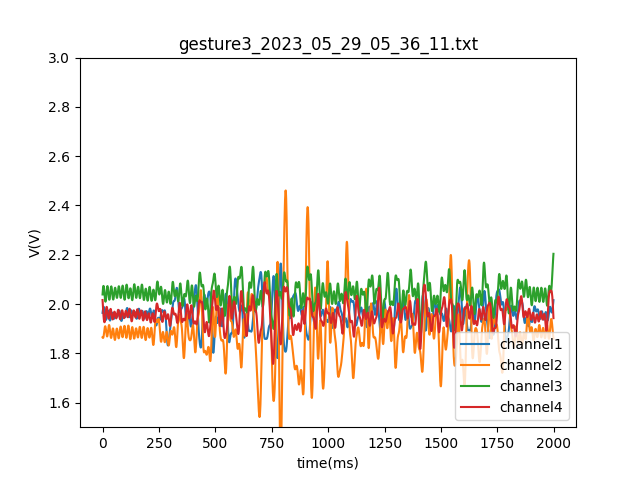 gesture3_2023_05_29_05_36_11.txt
3.0
2.8
2.6
2.4
2.2
2.0
1.8
1.6
V(V)
channel1
channel2
channel3
channel4
0 250 500 750 1000 1250 1500 1750 2000
time(ms)